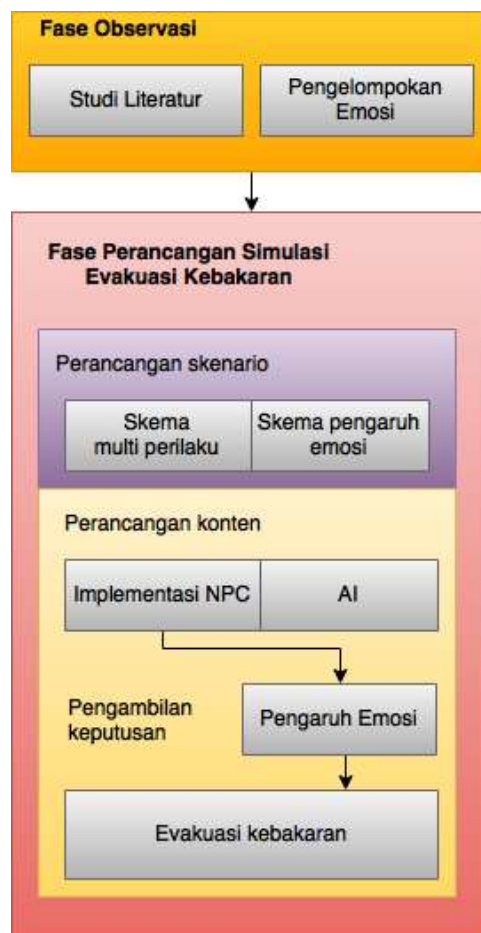 Fase Observasi
Studi Literatur
Pengelompokan
Emosi
Fase Perancangan Simulasi
Evakuasi Kebakaran
Perancangan skenario
Skema
multi perilaku
Skema pengaruh
emosi
Perancangan konten
Implementasi NPC
AI
Pengambilan
keputusan
Pengaruh Emosi
Evakuasi kebakaran